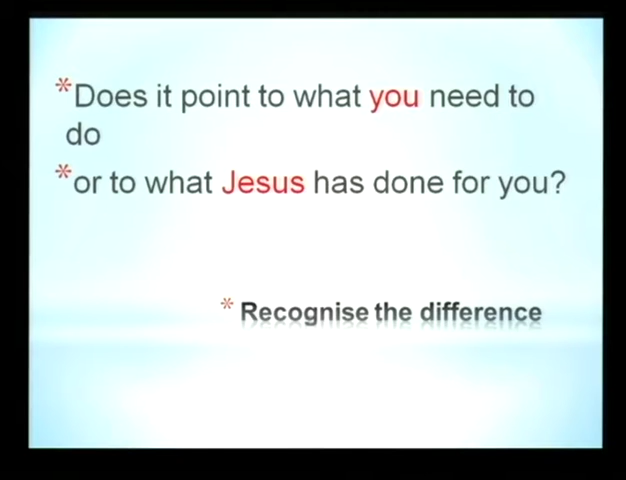 *Does it point to what you need to
do
*or to what Jesus has done for you?
* Recognise the difference